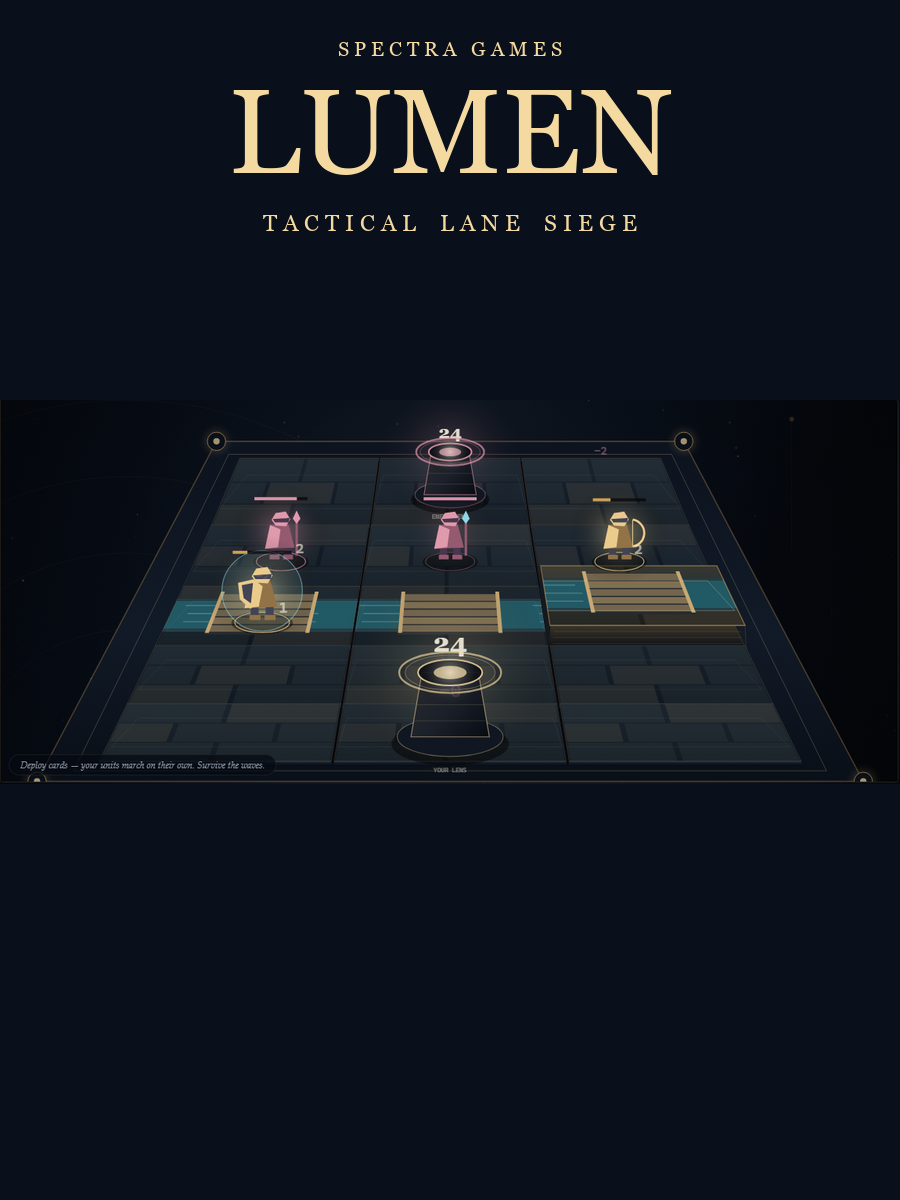 SPECTRA GAMES
LUMEN
TACTICAL LANE SIEGE
24
-2
2
2
1
24
Deploy cards — your units march on their own. Survive the waves.
YOUR LENS